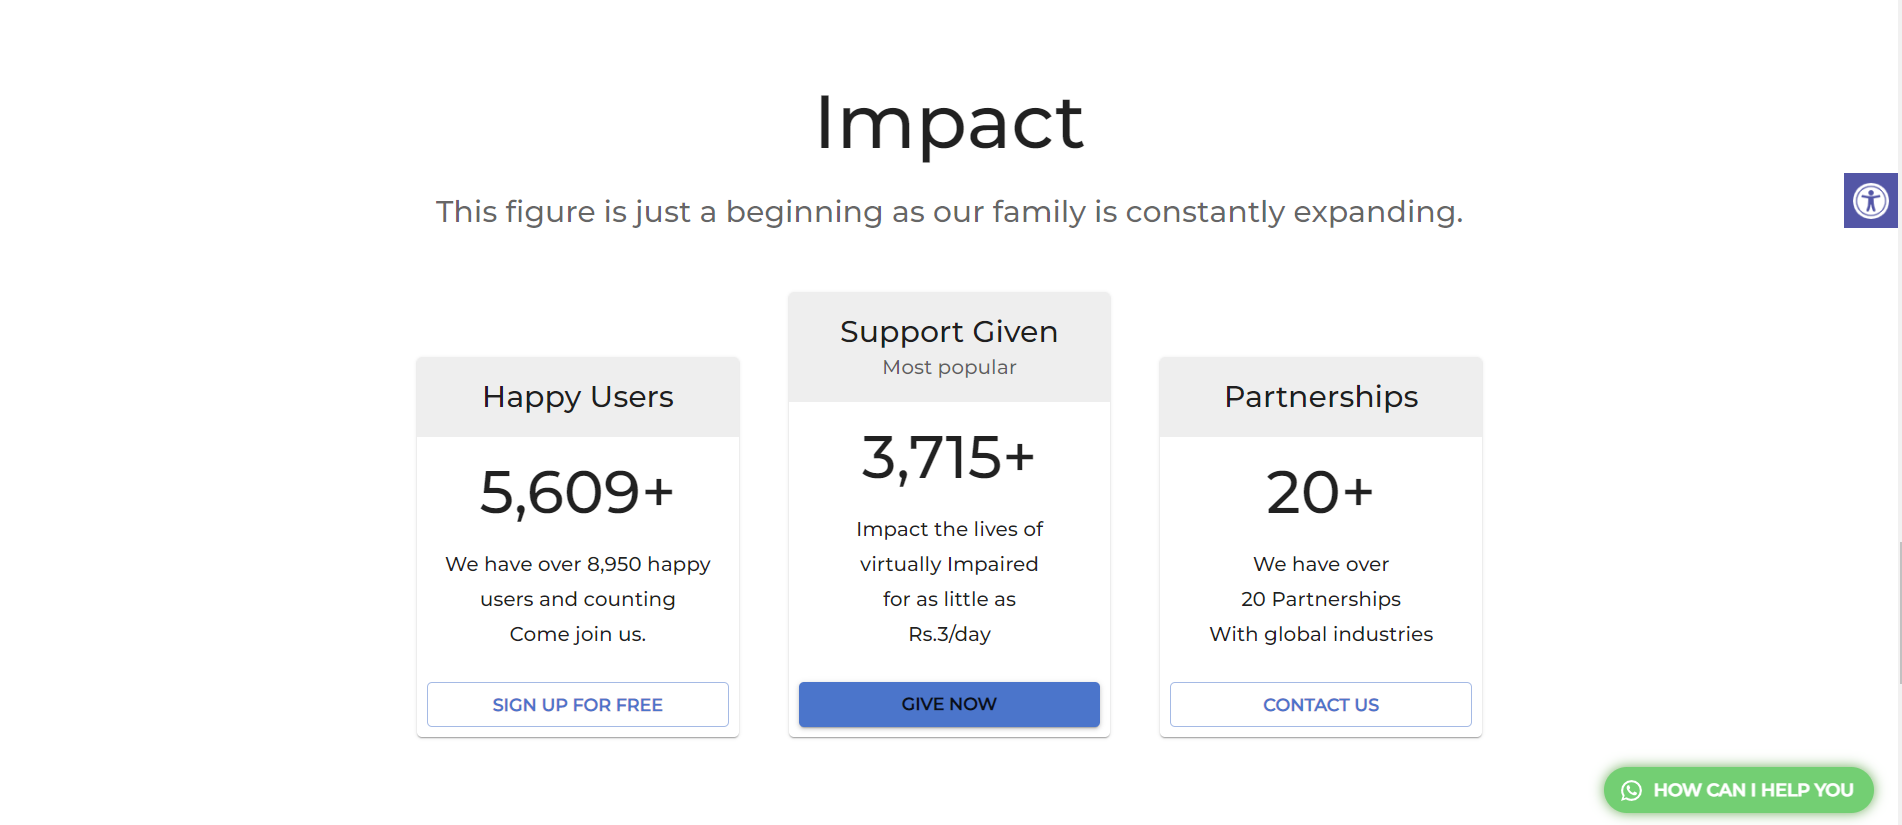 Impact
This figure is just a beginning as our family is constantly expanding.
Happy Users
5,609+
We have over 8,950 happy
users and counting
Come join us.
SIGN UP FOR FREE
Support Given
Most popular
3,715+
Impact the lives of
virtually Impaired
for as little as
Rs.3/day
GIVE NOW
Partnerships
20+
We have over
20 Partnerships
With global industries
CONTACT US
HOW CAN I HELP YOU